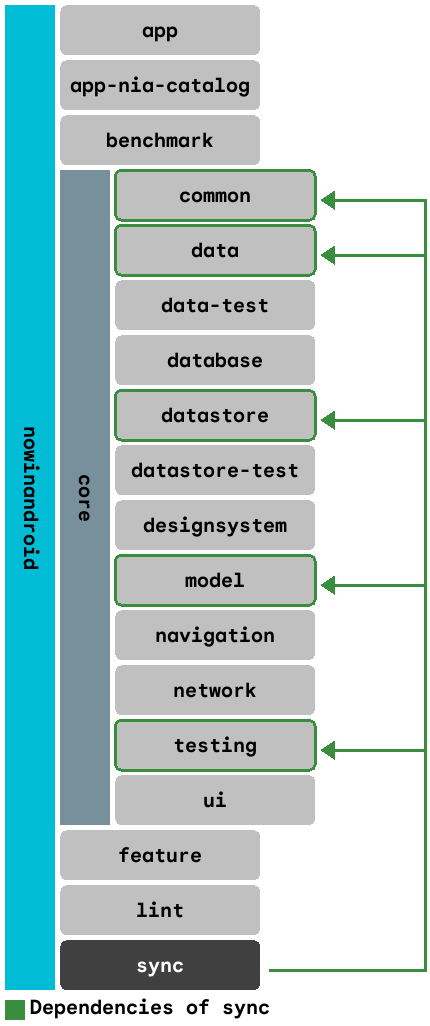 nowinandroid
app
app-nia-catalog
benchmark
core
common
data
data-test
database
datastore
datastore-test
designsystem
model
navigation
network
testing
ui
feature
lint
sync
Dependencies of sync